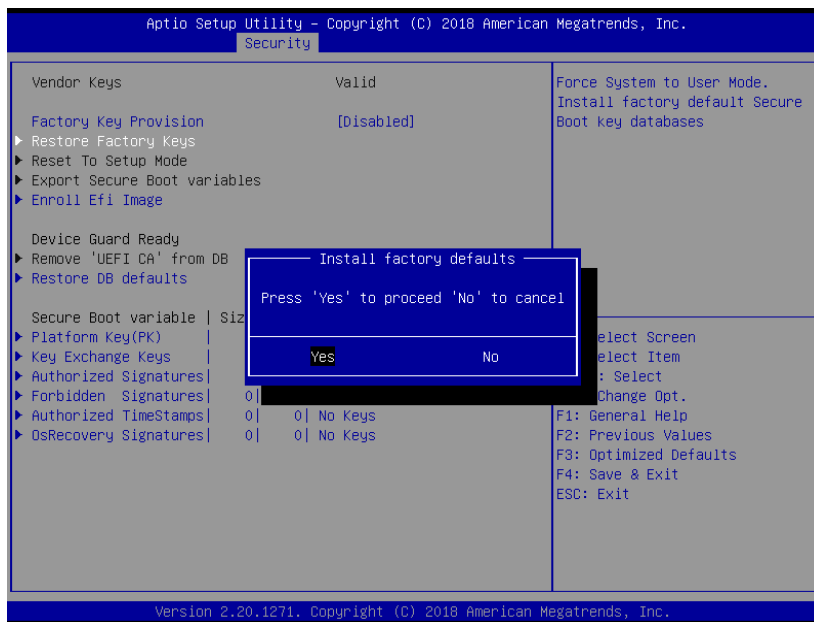 Aptio Setup Utility – Copyright (C) 2018 American Megatrends, Inc.
Security
Vendor Keys Valid
Factory Key Provision [Disabled]
Restore Factory Keys
Reset To Setup Mode
Export Secure Boot variables
Enroll Efi Image
Device Guard Ready
Remove 'UEFI CA' from DB
Restore DB defaults
Secure Boot variable | Siz
Platform Key(PK) |
Key Exchange Keys |
Authorized Signatures|
Forbidden Signatures| 0|
Authorized TimeStamps| 0| 0| No Keys
OsRecovery Signatures| 0| 0| No Keys
Install factory defaults
Press 'Yes' to proceed 'No' to cancel
Yes No
Force System to User Mode.
Install factory default Secure
Boot key databases
elect Screen
elect Item
: Select
Change Opt.
F1: General Help
F2: Previous Values
F3: Optimized Defaults
F4: Save & Exit
ESC: Exit
Version 2.20.1271. Copyright (C) 2018 American Megatrends, Inc.